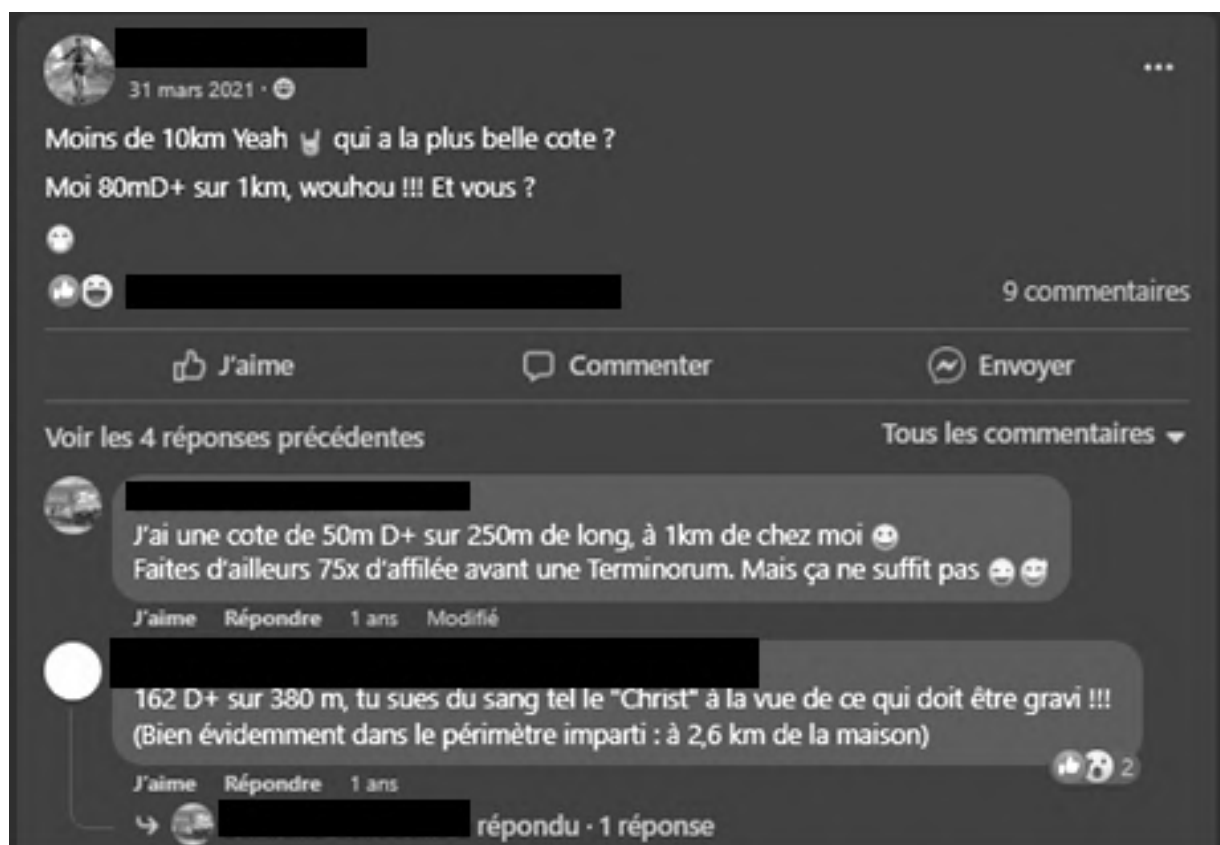 31 mars 2021 ·
Moins de 10km Yeah 🤘 qui a la plus belle cote ?
Moi 80mD+ sur 1km, wouhou !!! Et vous ?
9 commentaires
J'aime Commenter Envoyer
Voir les 4 réponses précédentes Tous les commentaires
J'ai une cote de 50m D+ sur 250m de long, à 1km de chez moi
Faites d'ailleurs 75x d'affilée avant une Terminorum. Mais ça ne suffit pas
J'aime Répondre 1 ans Modifié
162 D+ sur 380 m, tu sues du sang tel le "Christ" à la vue de ce qui doit être gravi !!!
(Bien évidemment dans le périmètre imparti : à 2,6 km de la maison)
2
J'aime Répondre 1 ans
répondu · 1 réponse